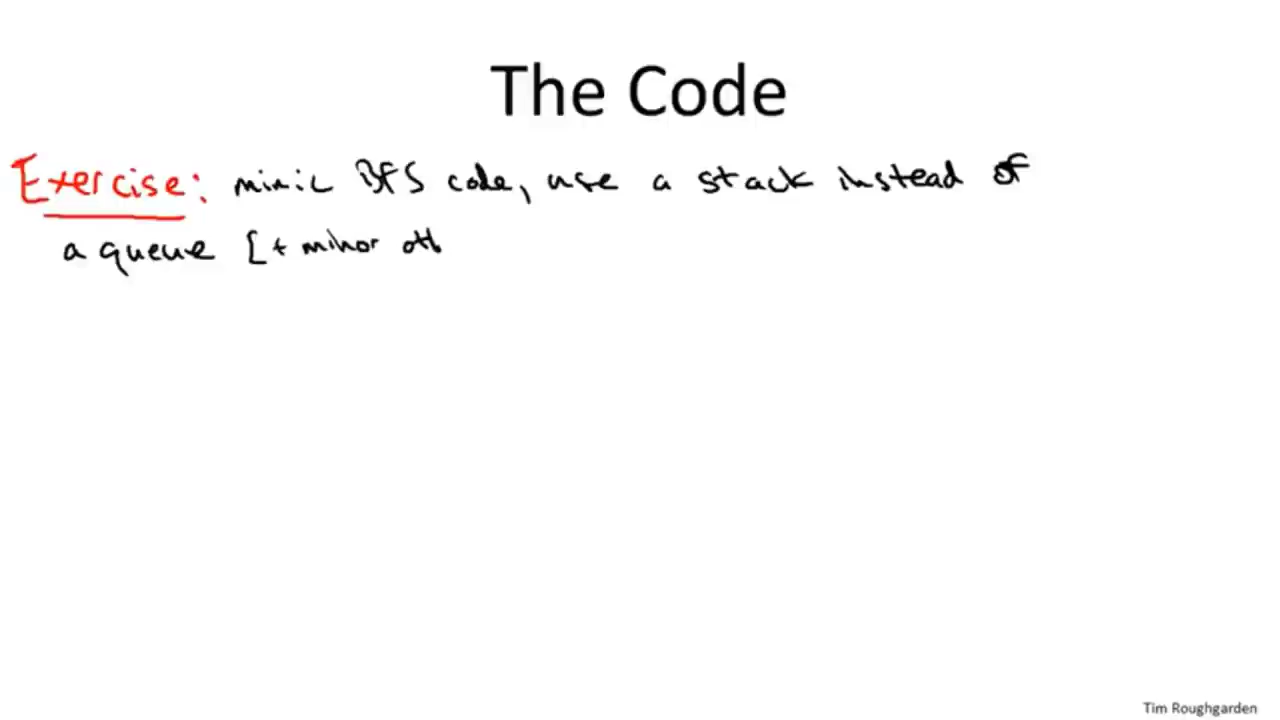 The Code
Exercise: mimic BFS code, use a stack instead of
a queue [+ minor oth
Tim Roughgarden